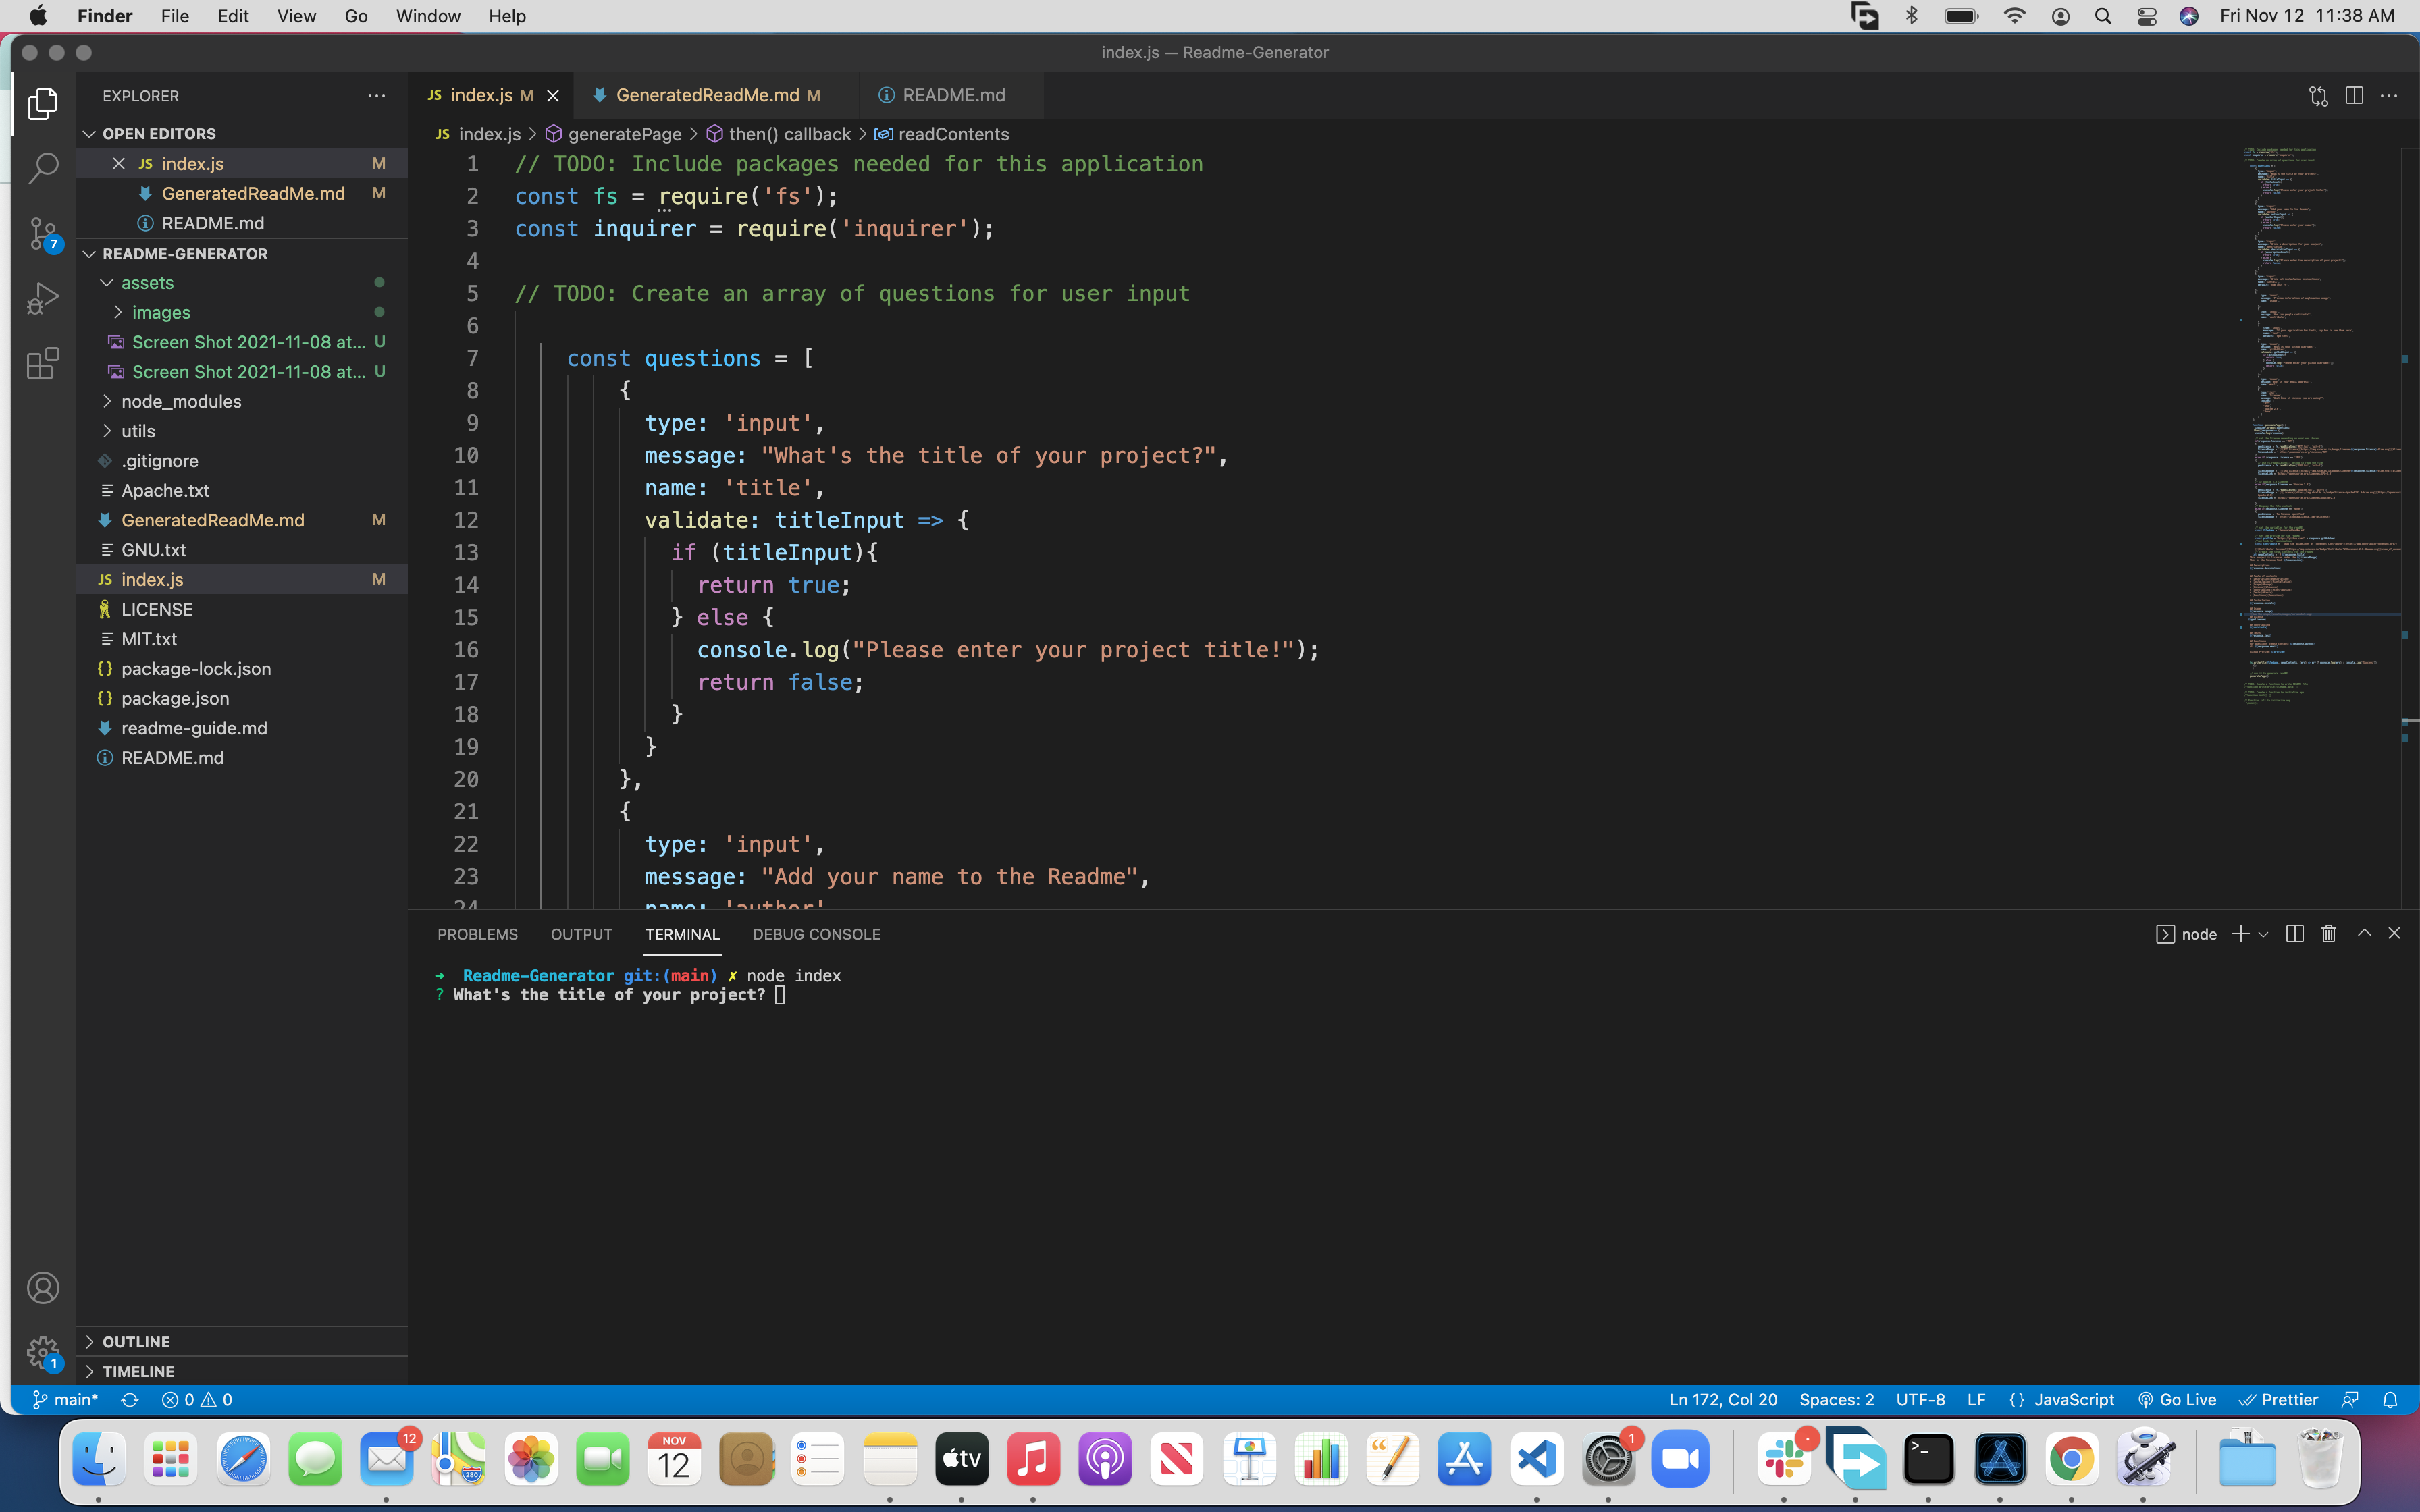 Finder File Edit View Go Window Help Fri Nov 12 11:38 AM
index.js — Readme-Generator
EXPLORER
OPEN EDITORS
JS index.js M
GeneratedReadMe.md M
README.md
README-GENERATOR
assets
images
Screen Shot 2021-11-08 at... U
Screen Shot 2021-11-08 at... U
node_modules
utils
.gitignore
Apache.txt
GeneratedReadMe.md M
GNU.txt
JS index.js M
LICENSE
MIT.txt
{} package-lock.json
{} package.json
readme-guide.md
README.md
OUTLINE
TIMELINE
7
1
JS index.js M GeneratedReadMe.md M README.md
JS index.js > generatePage > then() callback > readContents
1 // TODO: Include packages needed for this application
2 const fs = require('fs');
3 const inquirer = require('inquirer');
4
5 // TODO: Create an array of questions for user input
6
7 const questions = [
8 {
9 type: 'input',
10 message: "What's the title of your project?",
11 name: 'title',
12 validate: titleInput => {
13 if (titleInput){
14 return true;
15 } else {
16 console.log("Please enter your project title!");
17 return false;
18 }
19 }
20 },
21 {
22 type: 'input',
23 message: "Add your name to the Readme",
24 name: 'author'
PROBLEMS OUTPUT TERMINAL DEBUG CONSOLE node
➜ Readme-Generator git:(main) ✗ node index
? What's the title of your project?
main* 0 0 Ln 172, Col 20 Spaces: 2 UTF-8 LF {} JavaScript Go Live Prettier
12
280
NOV
12
tv
1
>_